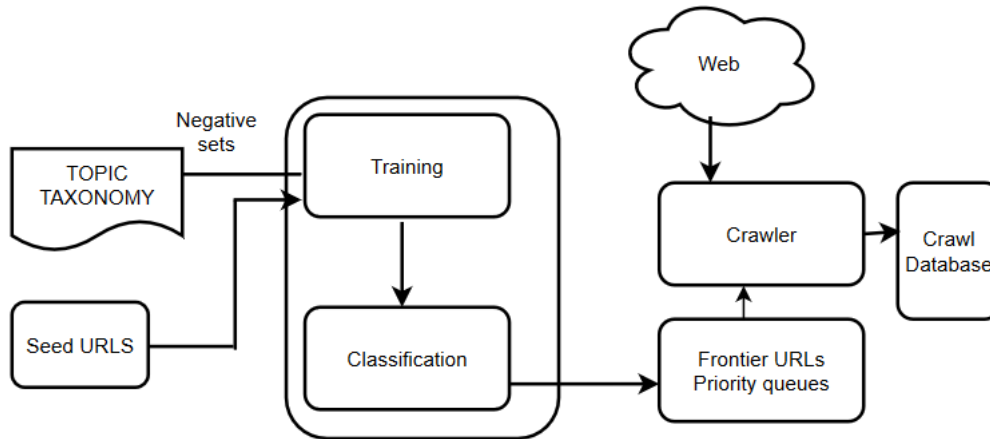 Web
Negative
sets
TOPIC
TAXONOMY
Training
Crawler
Crawl
Database
Seed URLS
Classification
Frontier URLs
Priority queues